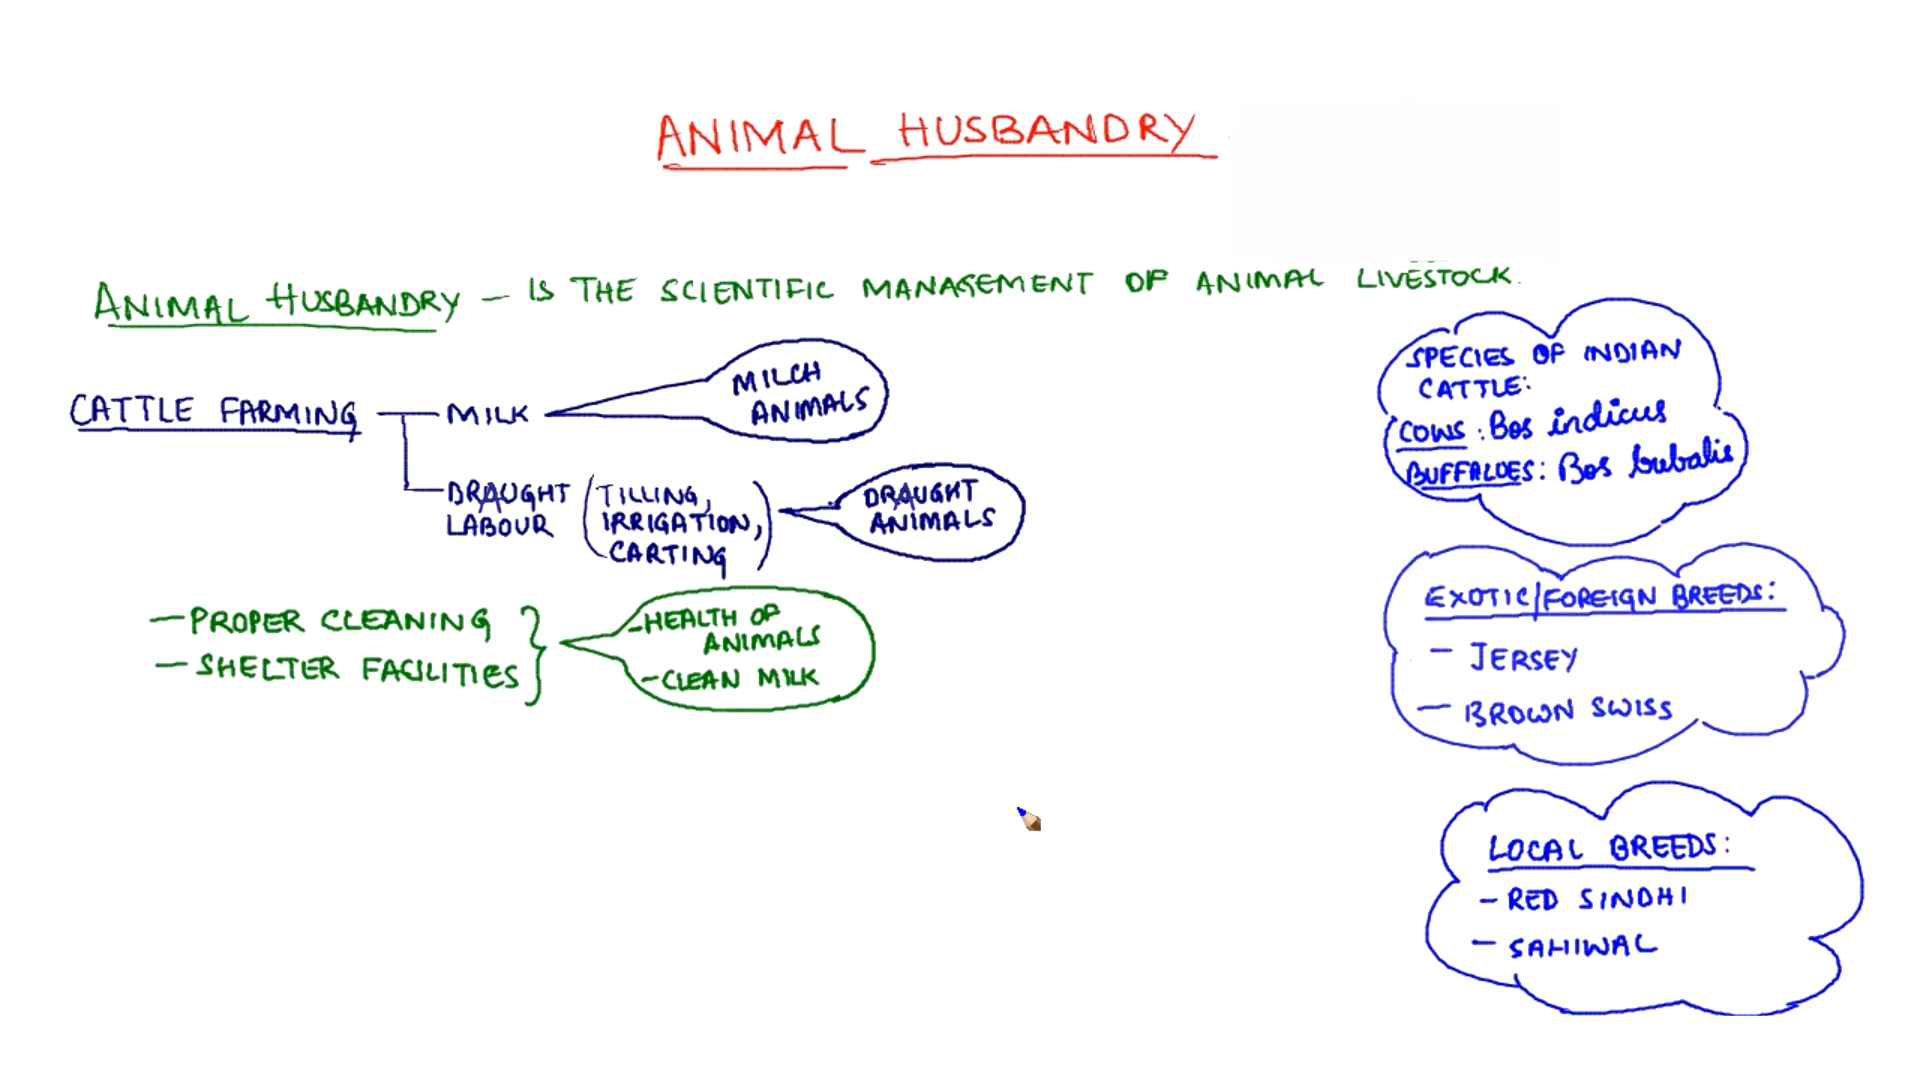 ANIMAL HUSBANDRY
ANIMAL HUSBANDRY – IS THE SCIENTIFIC MANAGEMENT OF ANIMAL LIVESTOCK.
CATTLE FARMING
MILK
MILCH
ANIMALS
DRAUGHT
LABOUR
(TILLING,
IRRIGATION,
CARTING)
DRAUGHT
ANIMALS
– PROPER CLEANING
– SHELTER FACILITIES
– HEALTH OF
ANIMALS
– CLEAN MILK
SPECIES OF INDIAN
CATTLE:
COWS : Bos indicus
BUFFALOES : Bos bubalis
EXOTIC/FOREIGN BREEDS:
– JERSEY
– BROWN SWISS
LOCAL BREEDS:
– RED SINDHI
– SAHIWAL